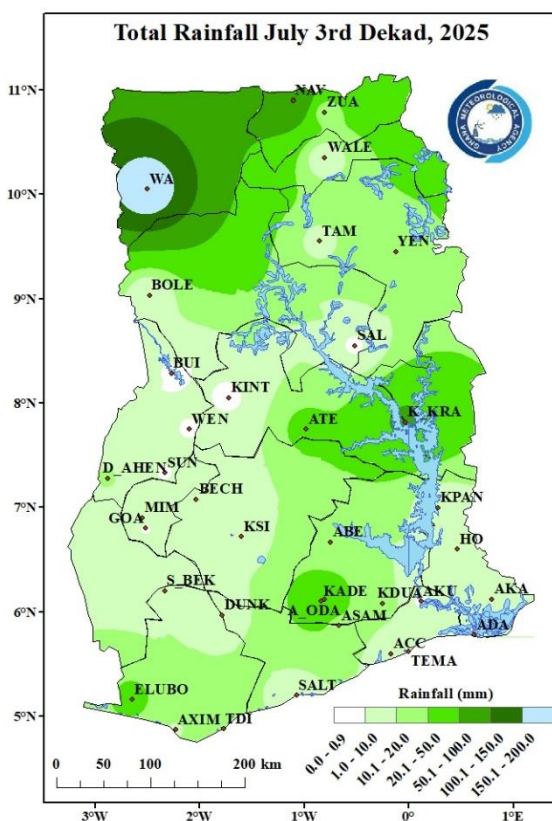 Total Rainfall July 3rd Dekad, 2025
GHANA METEOROLOGICAL AGENCY
11°N
NAV
ZUA
WALE
10°N
WA
TAM
YEN
9°N
BOLE
SAL
BUI
8°N
KINT
WEN
ATE
K_KRA
D_AHEN
SUN
7°N
BECH
KPAN
GOA
MIM
KSI
ABE
HO
6°N
S_BEK
DUNK
KADE
A_ODA
ASAM
KDUA
AKU
AKA
ADA
ACC
TEMA
5°N
ELUBO
SALT
AXIM
TDI
Rainfall (mm)
0.0 - 0.9
1.0 - 10.0
10.1 - 20.0
20.1 - 50.0
50.1 - 100.0
100.1 - 150.0
150.1 - 200.0
0 50 100 200 km
3°W 2°W 1°W 0° 1°E